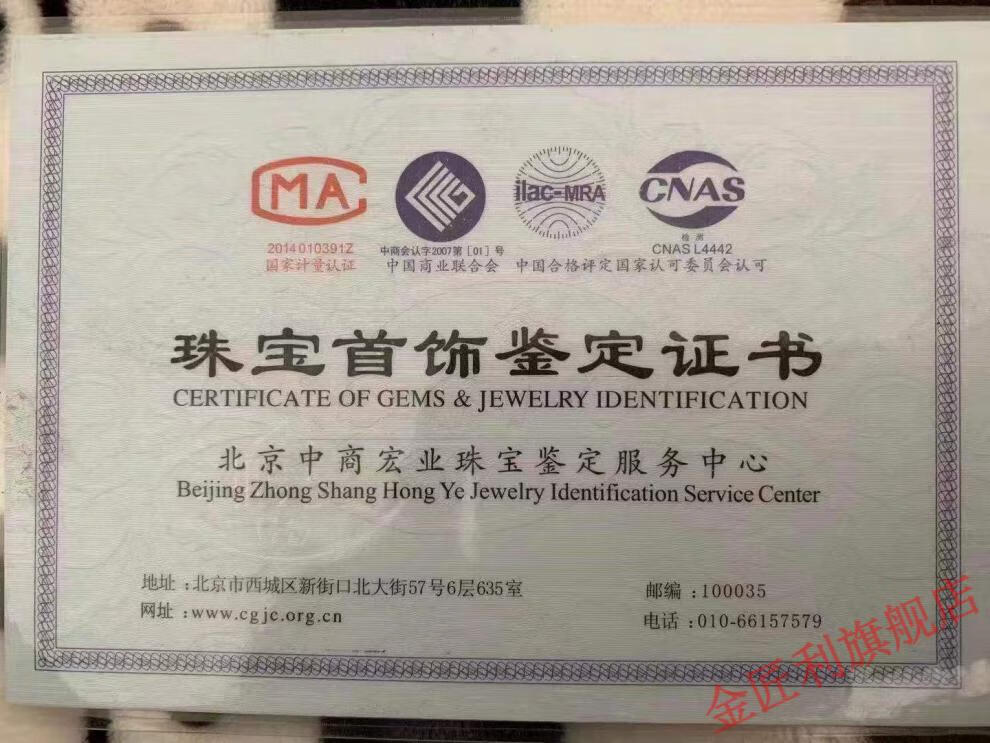 MA
ilac-MRA
CNAS
2014010391Z
国家计量认证
中商会认字2007第[01]号
中国商业联合会
检测
CNAS L4442
中国合格评定国家认可委员会认可
珠宝首饰鉴定证书
CERTIFICATE OF GEMS & JEWELRY IDENTIFICATION
北京中商宏业珠宝鉴定服务中心
Beijing Zhong Shang Hong Ye Jewelry Identification Service Center
地址:北京市西城区新街口北大街57号6层635室
邮编:100035
网址:www.cgjc.org.cn
电话:010-66157579
金匠利旗舰店